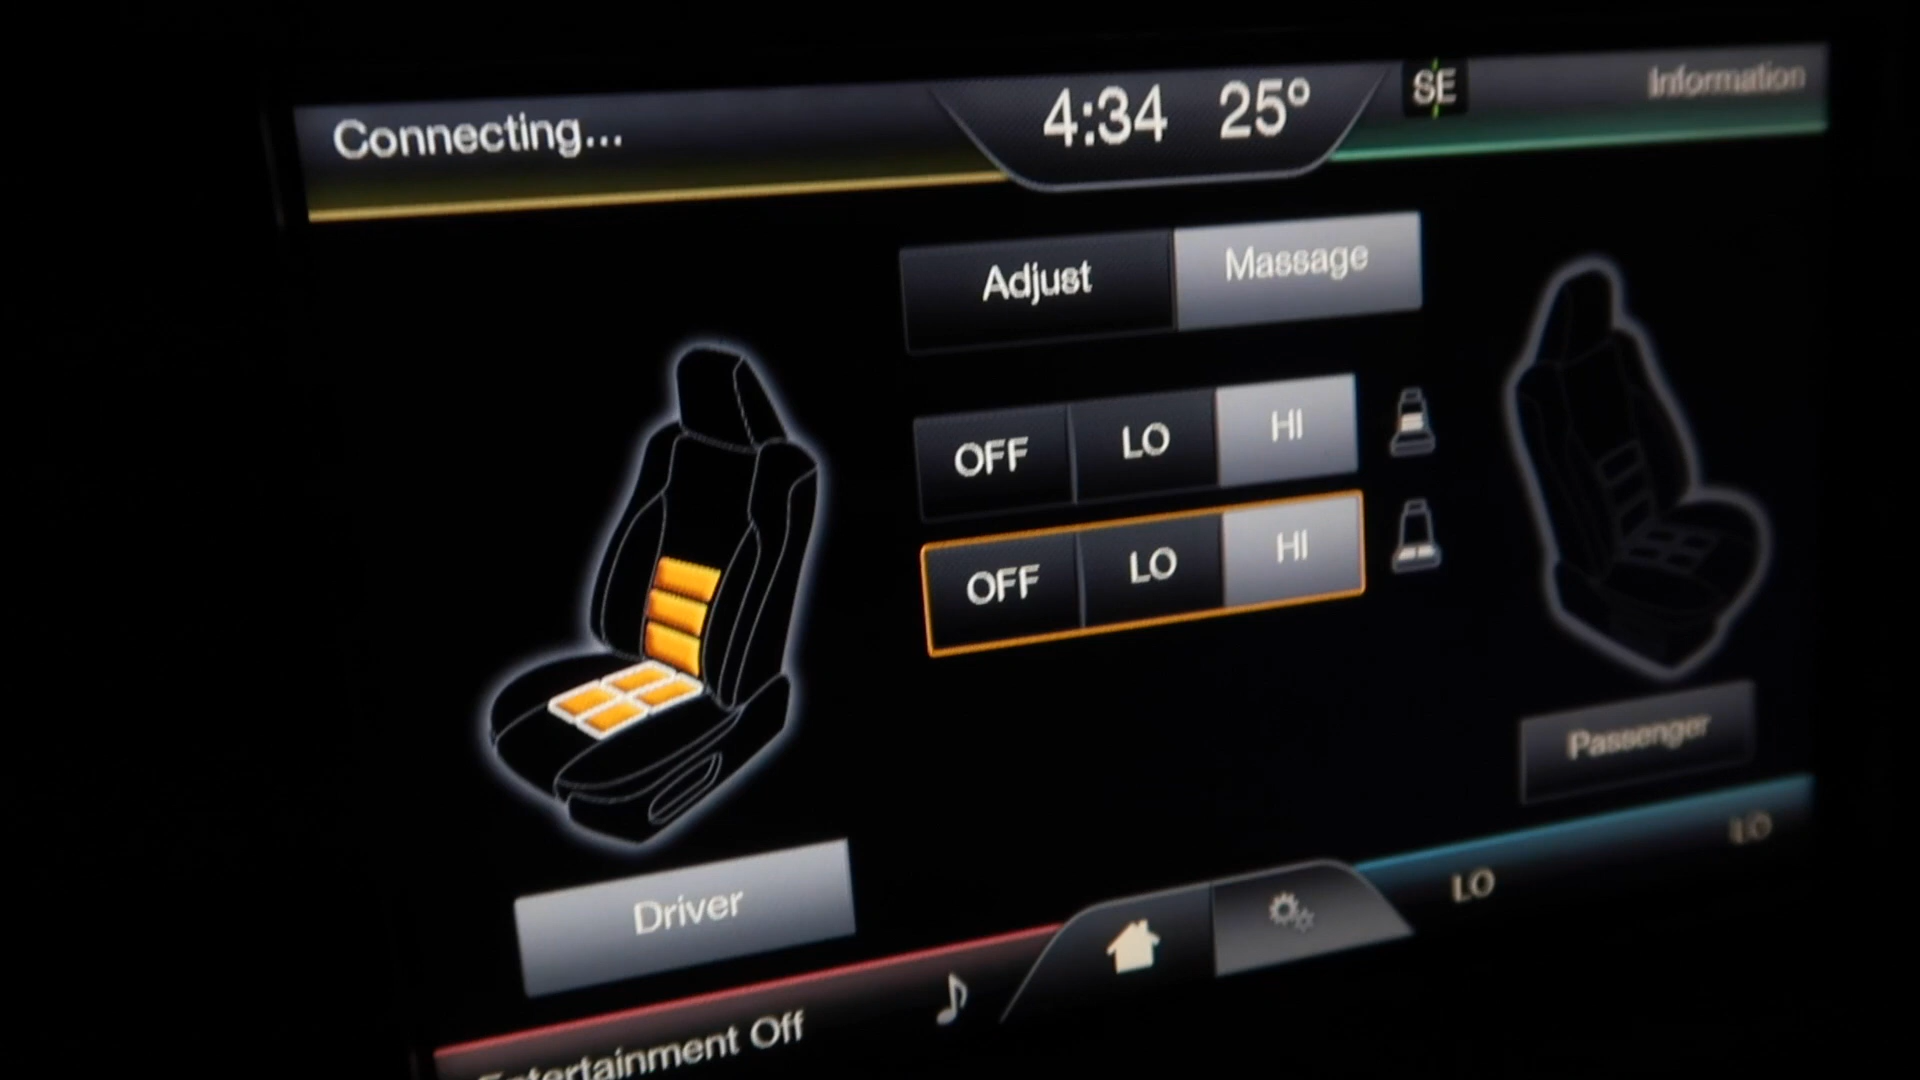 Connecting...
4:34 25°
SE
Information
Adjust Massage
OFF LO HI
OFF LO HI
Passenger
Driver
LO
LO
Entertainment Off